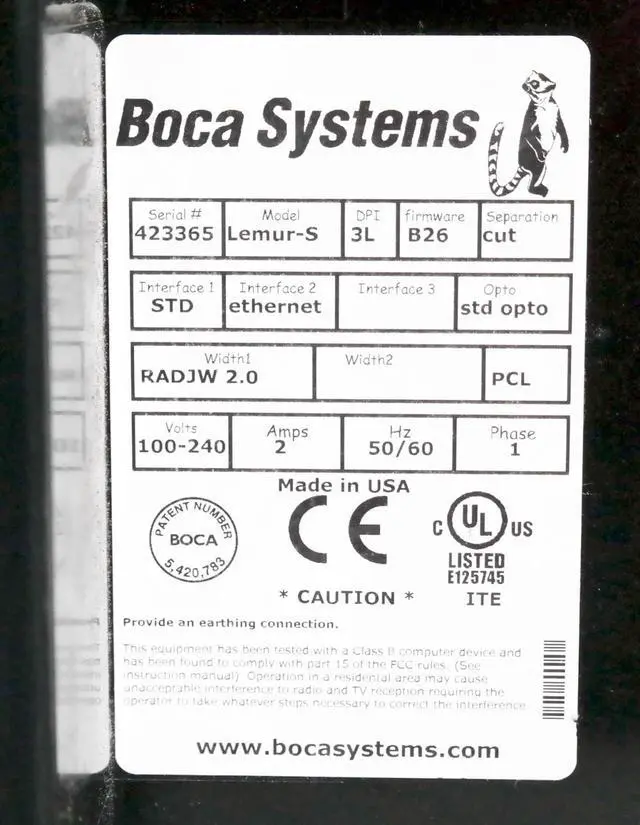 Boca Systems
Serial # Model DPI firmware Separation
423365 Lemur-S 3L B26 cut
Interface 1 Interface 2 Interface 3 Opto
STD ethernet std opto
Width1 Width2
RADJW 2.0 PCL
Volts Amps Hz Phase
100-240 2 50/60 1
Made in USA
PATENT NUMBER
BOCA
5,420,783
CE
C UL US
LISTED
E125745
* CAUTION * ITE
Provide an earthing connection.
This equipment has been tested with a Class B computer device and
has been found to comply with part 15 of the FCC rules. (See
instruction manual) Operation in a residental area may cause
unacceptable interference to radio and TV reception requiring the
operator to take whatever steps necessary to correct the interference
www.bocasystems.com